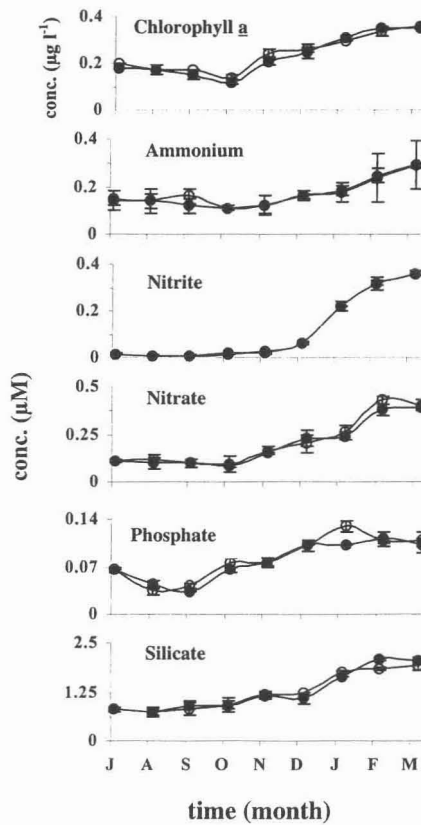 conc. (µg l⁻¹)
Chlorophyll a
0.4
0.2
0
Ammonium
0.4
0.2
0
Nitrite
0.4
0.2
0
conc. (µM)
Nitrate
0.5
0.25
0
Phosphate
0.14
0.07
0
Silicate
2.5
1.25
0
J A S O N D J F M
time (month)